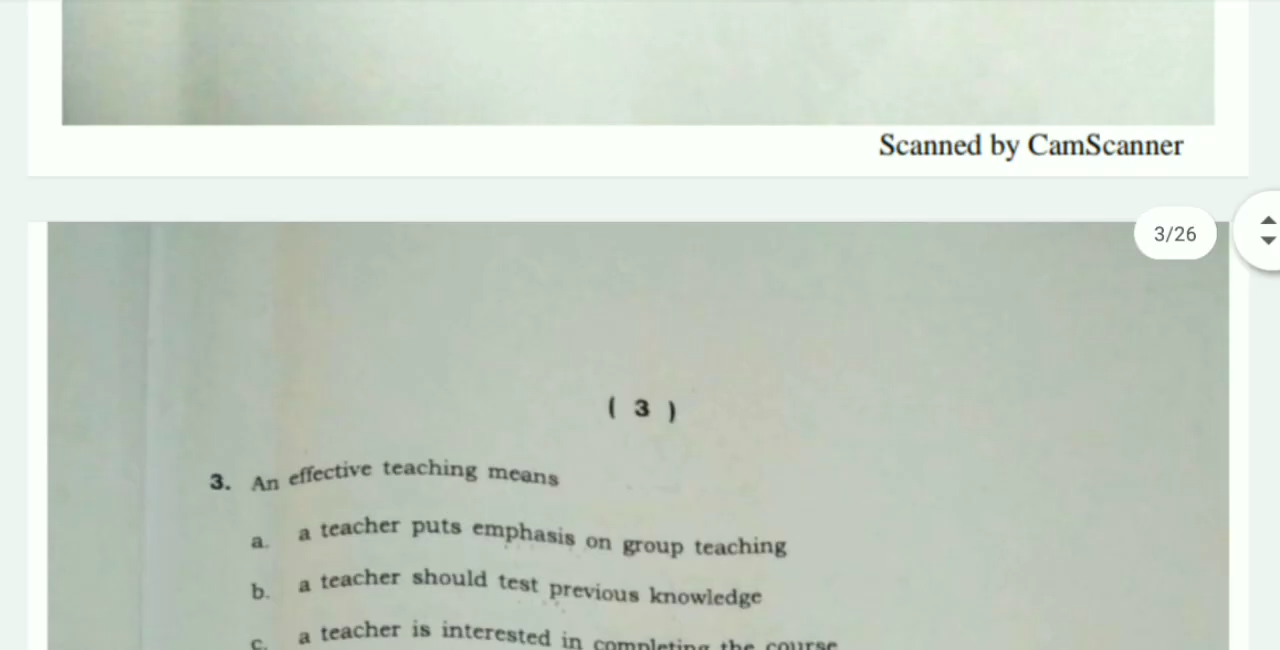 Scanned by CamScanner
3/26
( 3 )
3. An effective teaching means
a. a teacher puts emphasis on group teaching
b. a teacher should test previous knowledge
c. a teacher is interested in completing the course